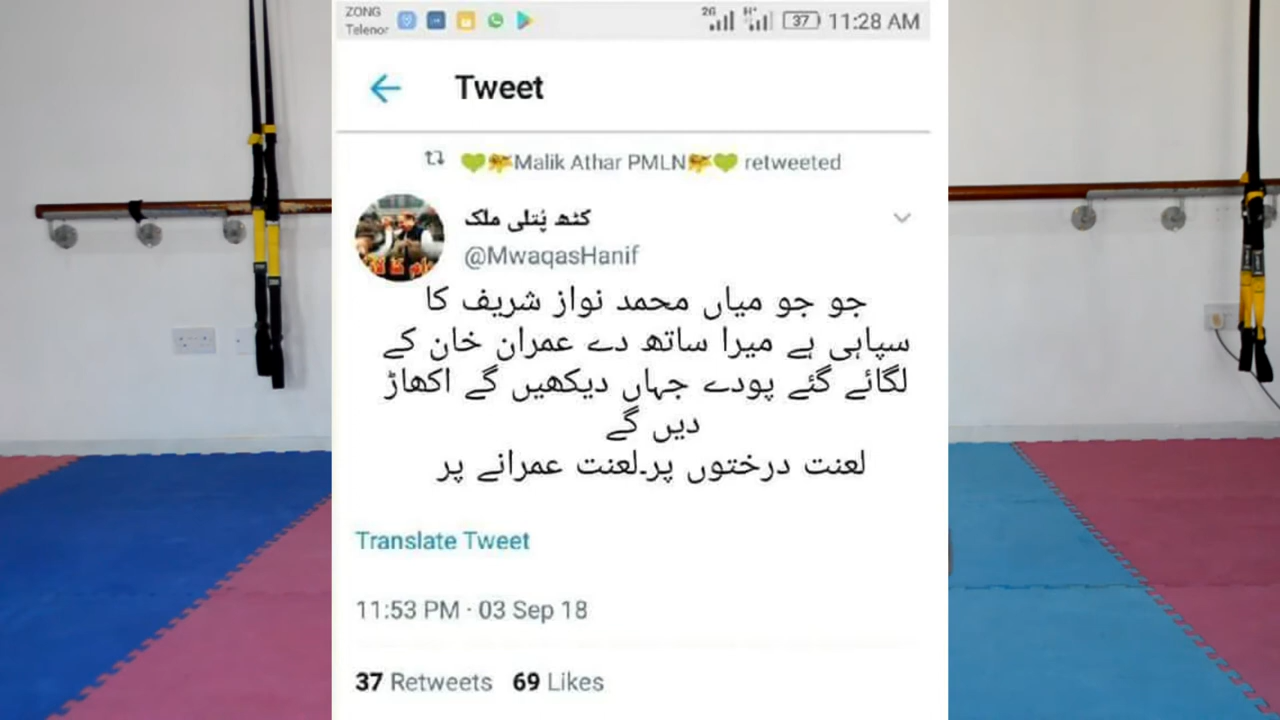 ZONG
Telenor
2G H+ 37 11:28 AM
Tweet
Malik Athar PMLN retweeted
کٹھ پُتلی ملک
@MwaqasHanif
جو جو میاں محمد نواز شریف کا
سپاہی ہے میرا ساتھ دے عمران خان کے
لگائے گئے پودے جہاں دیکھیں گے اکھاڑ
دیں گے
لعنت درختوں پر۔لعنت عمرانے پر
Translate Tweet
11:53 PM · 03 Sep 18
37 Retweets 69 Likes